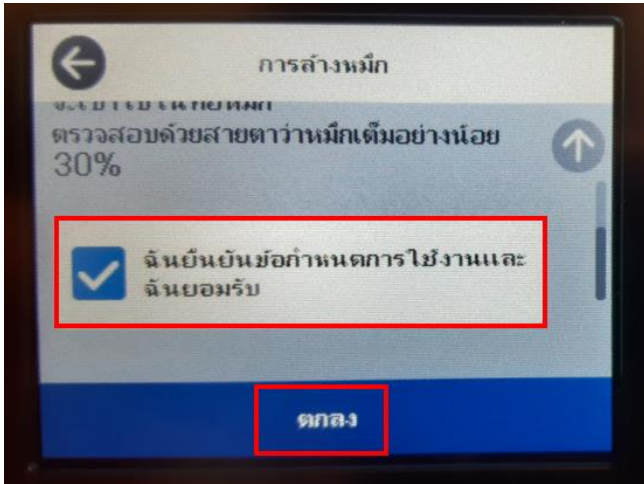 การล้างหมึก
ตรวจสอบด้วยสายตาว่าหมึกเต็มอย่างน้อย
30%
ฉันยืนยันข้อกำหนดการใช้งานและ
ฉันยอมรับ
ตกลง